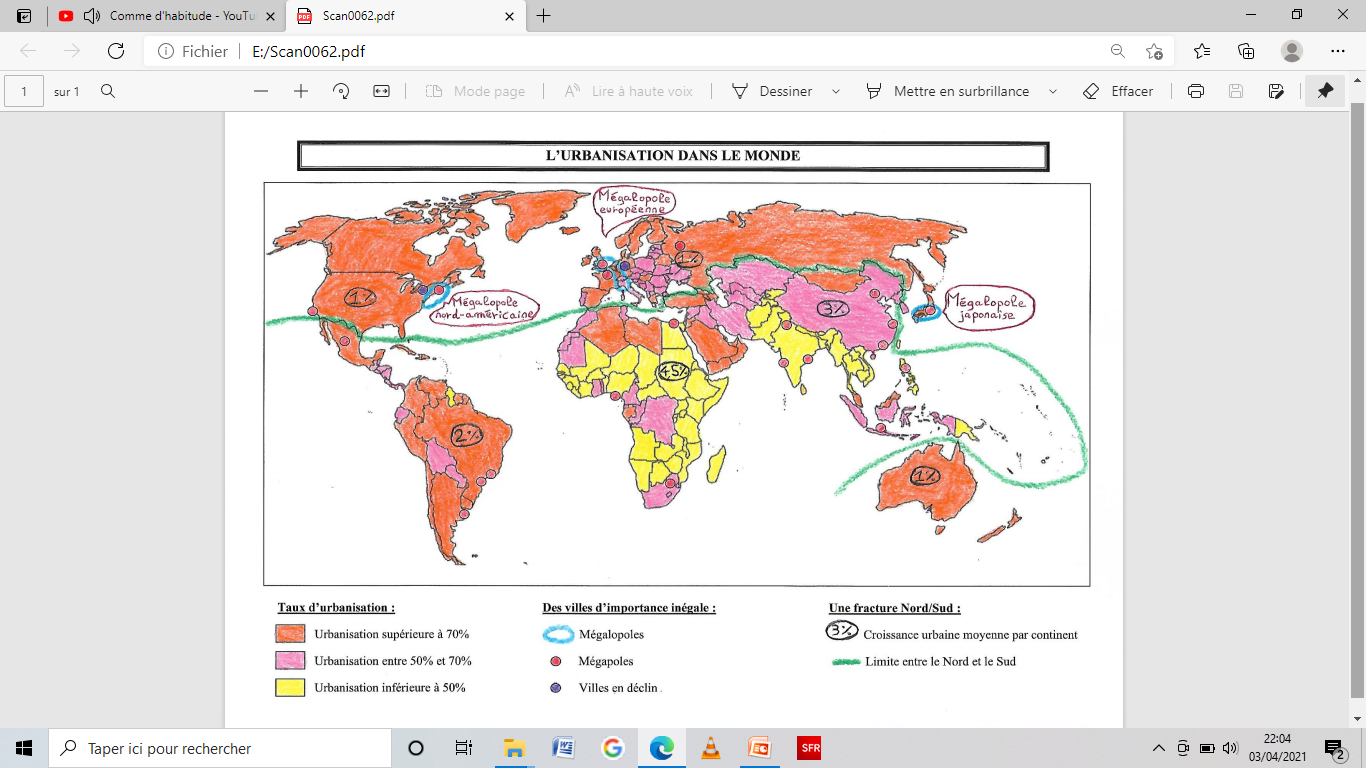 Comme d'habitude - YouTu
Scan0062.pdf
Fichier
E:/Scan0062.pdf
1 sur 1
Mode page
Lire à haute voix
Dessiner
Mettre en surbrillance
Effacer
L'URBANISATION DANS LE MONDE
Mégalopole
européenne
1%
1%
Mégalopole
nord-américaine
3%
Mégalopole
japonaise
4,5%
2%
1%
Taux d'urbanisation :
Urbanisation supérieure à 70%
Urbanisation entre 50% et 70%
Urbanisation inférieure à 50%
Des villes d'importance inégale :
Mégalopoles
Mégapoles
Villes en déclin .
Une fracture Nord/Sud :
3% Croissance urbaine moyenne par continent
Limite entre le Nord et le Sud
Taper ici pour rechercher
SFR
22:04
03/04/2021
2